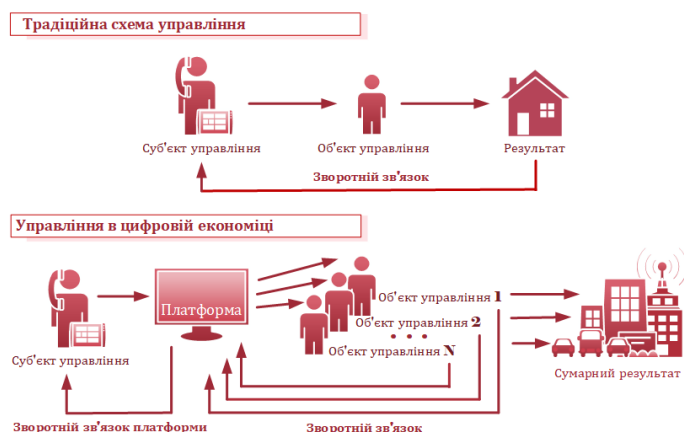 Традіційна схема управління
Суб'єкт управління
Об'єкт управління
Результат
Зворотній зв'язок
Управління в цифровій економіці
Платформа
Об'єкт управління 1
Об'єкт управління 2
• • •
Об'єкт управління N
Суб'єкт управління
Сумарний результат
Зворотній зв'язок платформи
Зворотній зв'язок